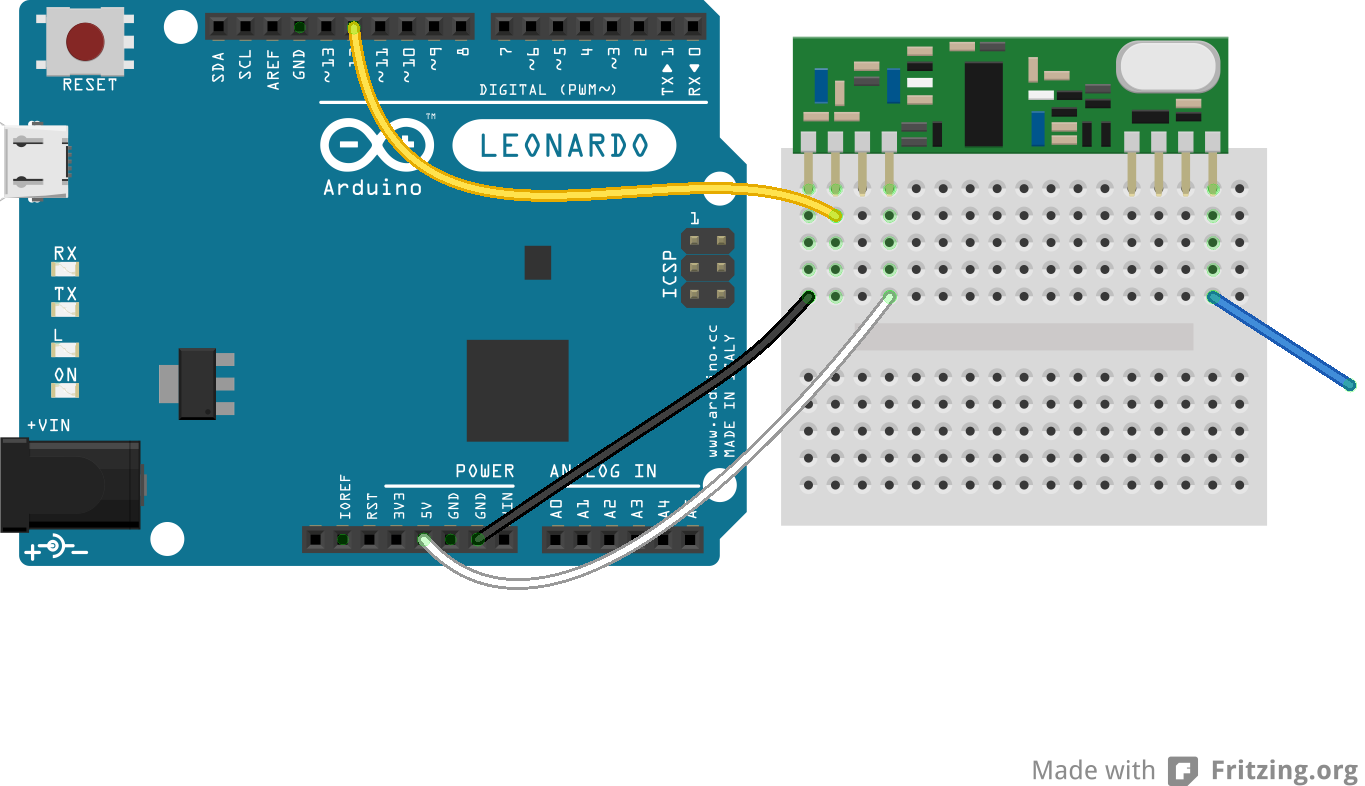 RESET
SDA
SCL
AREF
GND
~13
~11
~10
~9
8
7
~6
~5
4
~3
2
TX▶1
RX◀0
DIGITAL (PWM~)
TM
LEONARDO
Arduino
1
ICSP
RX
TX
L
ON
+VIN
www.arduino.cc
MADE IN ITALY
POWER
ANALOG IN
IOREF
RST
3V3
5V
GND
GND
VIN
A0
A1
A2
A3
A4
+ -
Made with Fritzing.org